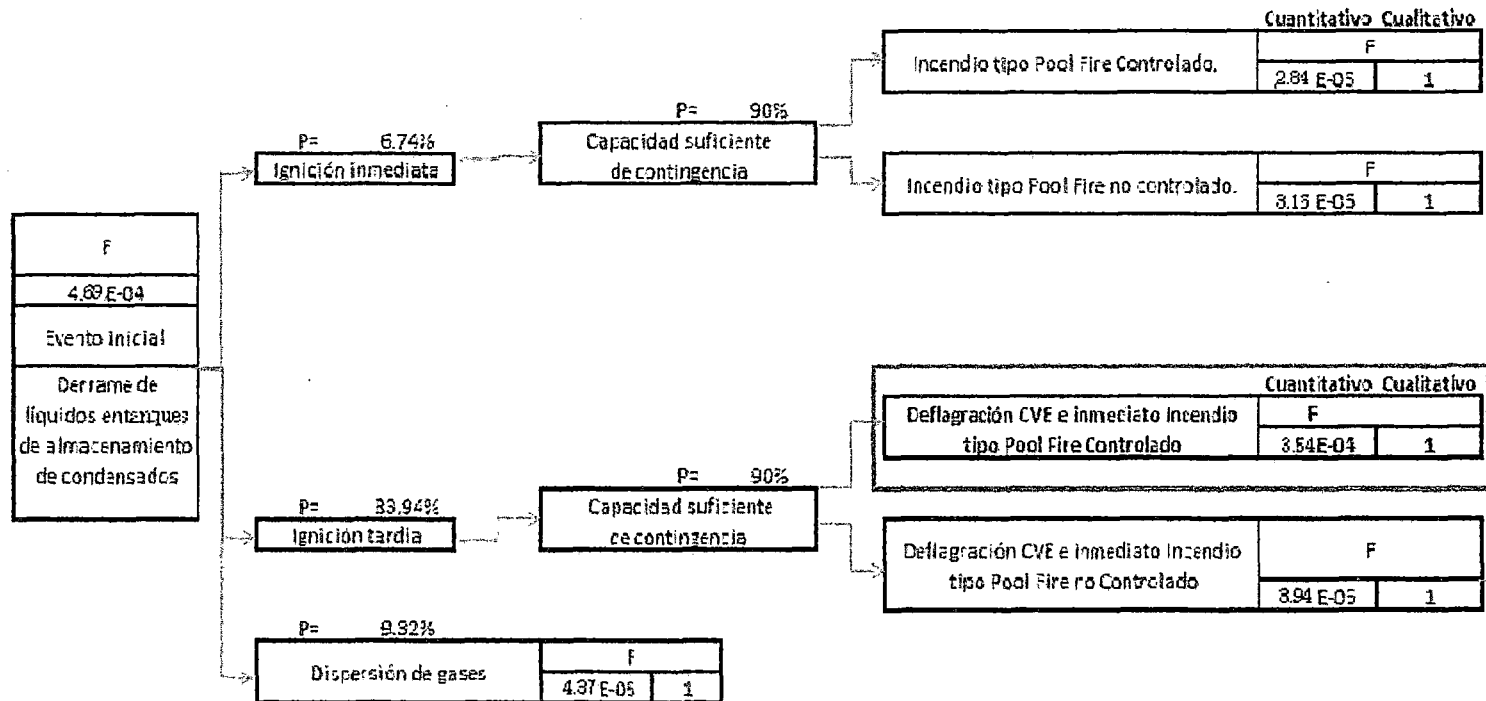 Cuantitativo Cualitativo
Incendio tipo Pool Fire Controlado.
F
2.84 E-05 1
P= 90%
Capacidad suficiente
de contingencia
P= 6.74%
Ignición inmediata
Incendio tipo Pool Fire no controlado.
F
3.15 E-05 1
F
4.69 E-04
Evento Inicial
Derrame de
líquidos en tanques
de almacenamiento
de condensados
Cuantitativo Cualitativo
Deflagración CVE e inmediato Incendio
tipo Pool Fire Controlado
F
3.54E-04 1
P= 90%
Capacidad suficiente
de contingencia
P= 83.94%
Ignición tardia
Deflagración CVE e inmediato Incendio
tipo Pool Fire no Controlado
F
3.94 E-05 1
P= 9.32%
Dispersión de gases
F
4.37 E-05 1